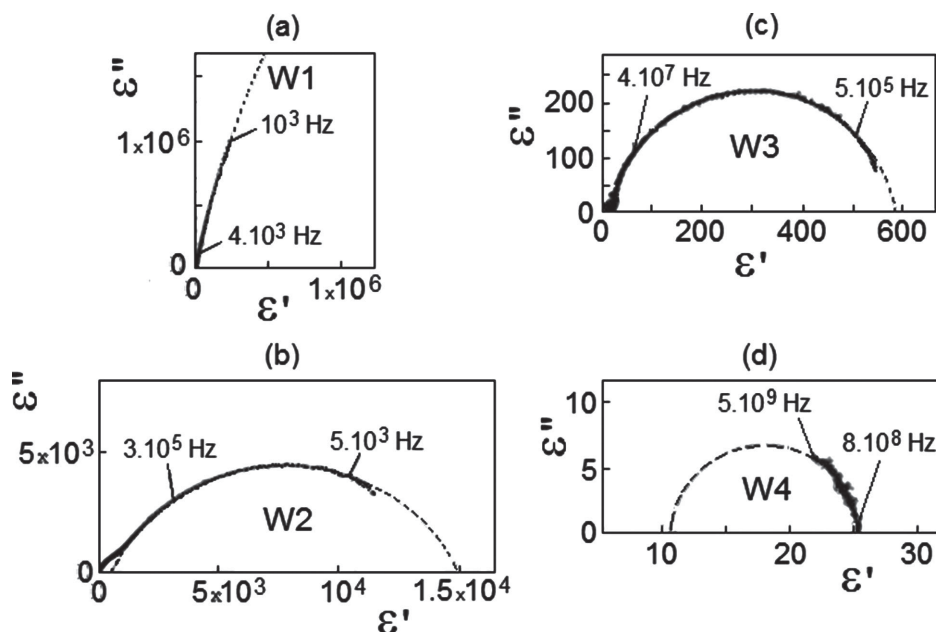 (a)
ε"
W1
10³ Hz
1x10⁶
4.10³ Hz
0
0
1x10⁶
ε'
(b)
ε"
5x10³
3.10⁵ Hz
5.10³ Hz
W2
0
0
5x10³
10⁴
1.5x10⁴
ε'
(c)
ε"
4.10⁷ Hz
5.10⁵ Hz
200
W3
100
0
0
200
400
600
ε'
(d)
ε"
10
5.10⁹ Hz
8.10⁸ Hz
5
W4
0
10
20
30
ε'